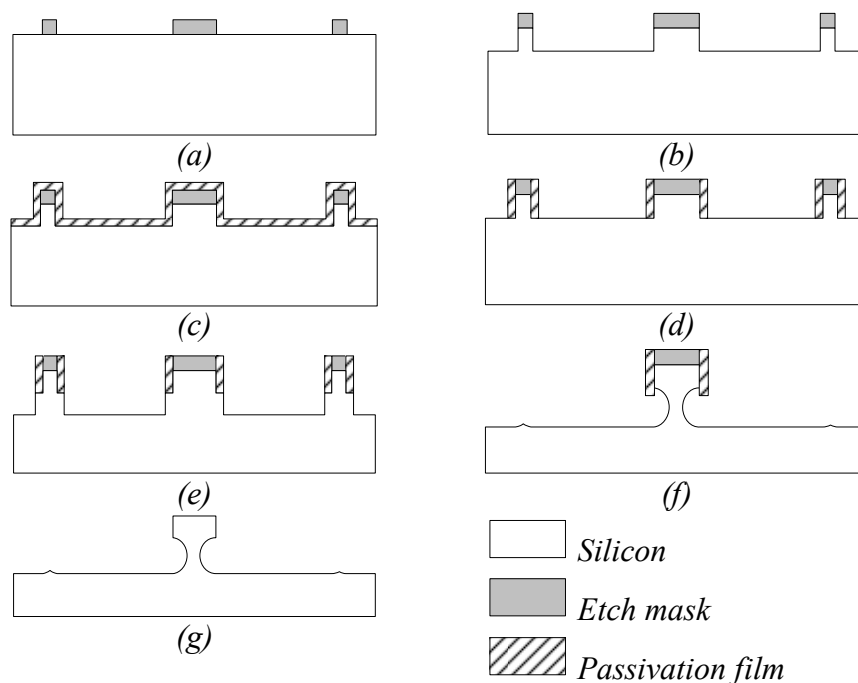 (a)
(b)
(c)
(d)
(e)
(f)
(g)
Silicon
Etch mask
Passivation film